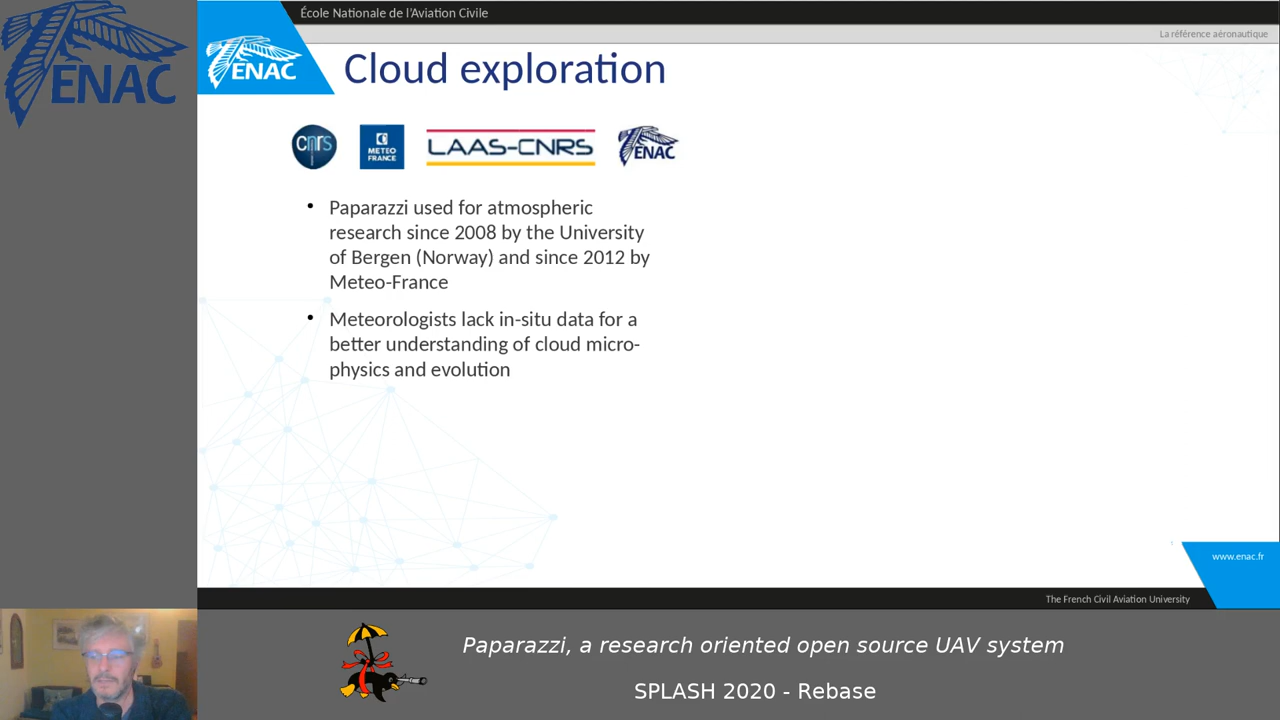 ENAC
École Nationale de l'Aviation Civile
La référence aéronautique
ENAC
Cloud exploration
cnrs
METEO
FRANCE
LAAS-CNRS
ENAC
• Paparazzi used for atmospheric
research since 2008 by the University
of Bergen (Norway) and since 2012 by
Meteo-France
• Meteorologists lack in-situ data for a
better understanding of cloud micro-
physics and evolution
www.enac.fr
The French Civil Aviation University
Paparazzi, a research oriented open source UAV system
SPLASH 2020 - Rebase